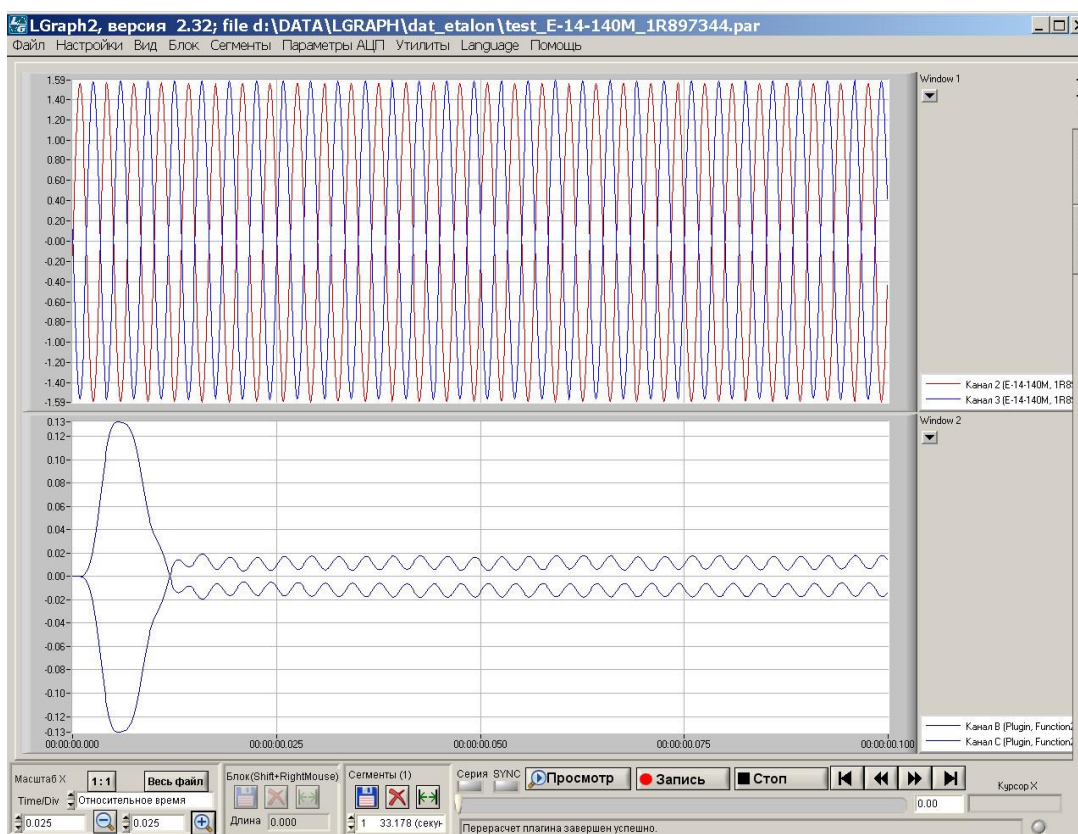 LGraph2, версия 2.32; file d:\DATA\LGRAPH\dat_etalon\test_E-14-140M_1R897344.par
Файл Настройки Вид Блок Сегменты Параметры АЦП Утилиты Language Помощь
Window 1
1.59
1.40
1.20
1.00
0.80
0.60
0.40
0.20
-0.00
-0.20
-0.40
-0.60
-0.80
-1.00
-1.20
-1.40
-1.59
Канал 2 (E-14-140M, 1R89
Канал 3 (E-14-140M, 1R89
Window 2
0.13
0.12
0.10
0.08
0.06
0.04
0.02
0.00
-0.02
-0.04
-0.06
-0.08
-0.10
-0.12
-0.13
Канал B (Plugin, Function2
Канал C (Plugin, Function2
00:00:00.000 00:00:00.025 00:00:00.050 00:00:00.075 00:00:00.100
Масштаб X 1:1 Весь файл
Time/Div Относительное время
0.025 0.025
Блок(Shift+RightMouse)
Длина 0.000
Сегменты (1)
1 33.178 (секун
Серия SYNC Просмотр Запись Стоп
Курсор X
0.00
Перерасчет плагина завершен успешно.